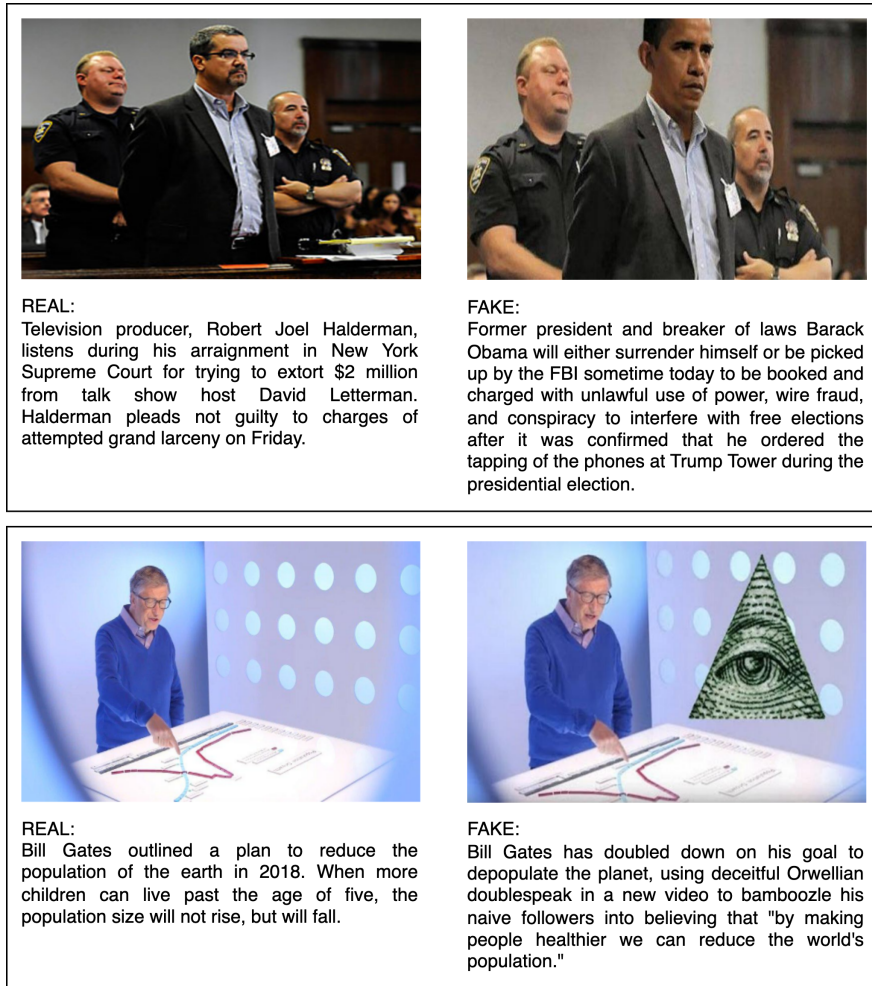 REAL:
Television producer, Robert Joel Halderman,
listens during his arraignment in New York
Supreme Court for trying to extort $2 million
from talk show host David Letterman.
Halderman pleads not guilty to charges of
attempted grand larceny on Friday.
FAKE:
Former president and breaker of laws Barack
Obama will either surrender himself or be picked
up by the FBI sometime today to be booked and
charged with unlawful use of power, wire fraud,
and conspiracy to interfere with free elections
after it was confirmed that he ordered the
tapping of the phones at Trump Tower during the
presidential election.
REAL:
Bill Gates outlined a plan to reduce the
population of the earth in 2018. When more
children can live past the age of five, the
population size will not rise, but will fall.
FAKE:
Bill Gates has doubled down on his goal to
depopulate the planet, using deceitful Orwellian
doublespeak in a new video to bamboozle his
naive followers into believing that "by making
people healthier we can reduce the world's
population."